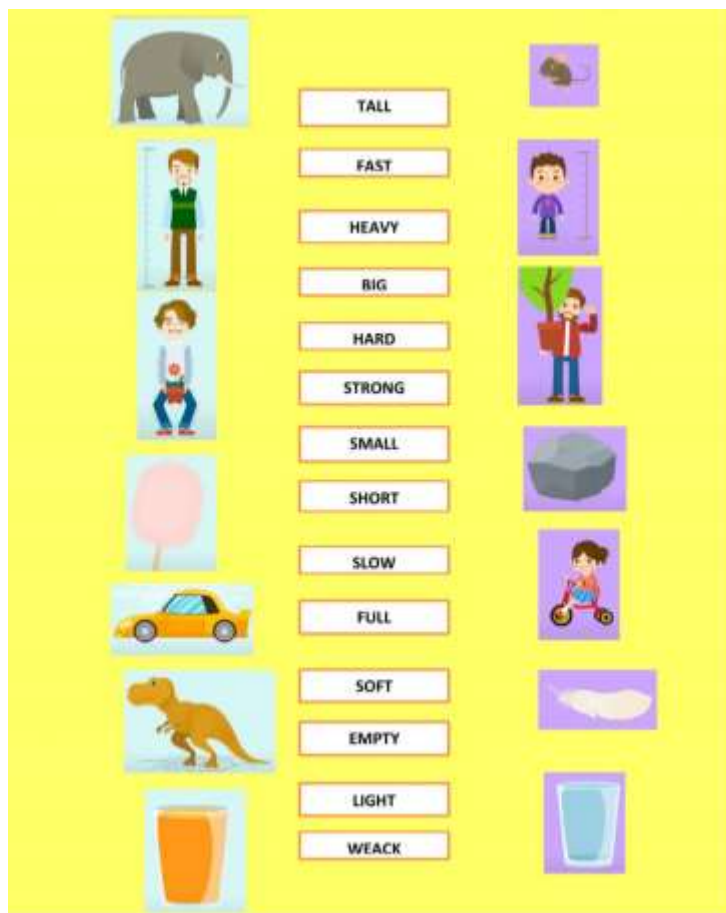 TALL
FAST
HEAVY
BIG
HARD
STRONG
SMALL
SHORT
SLOW
FULL
SOFT
EMPTY
LIGHT
WEACK